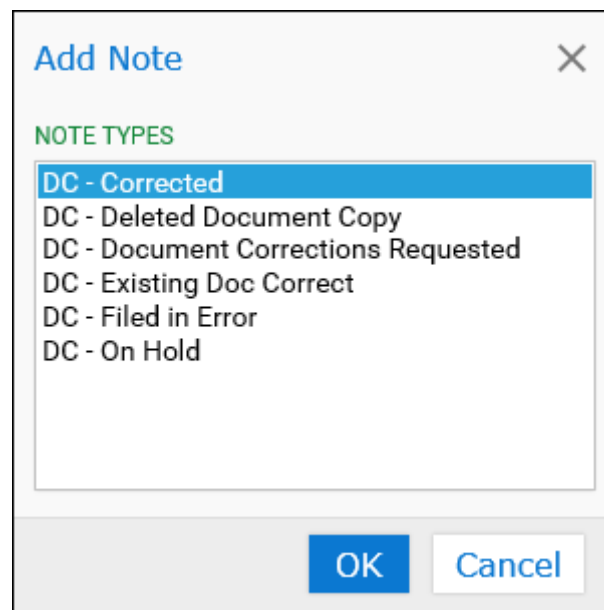 Add Note
NOTE TYPES
DC - Corrected
DC - Deleted Document Copy
DC - Document Corrections Requested
DC - Existing Doc Correct
DC - Filed in Error
DC - On Hold
OK Cancel